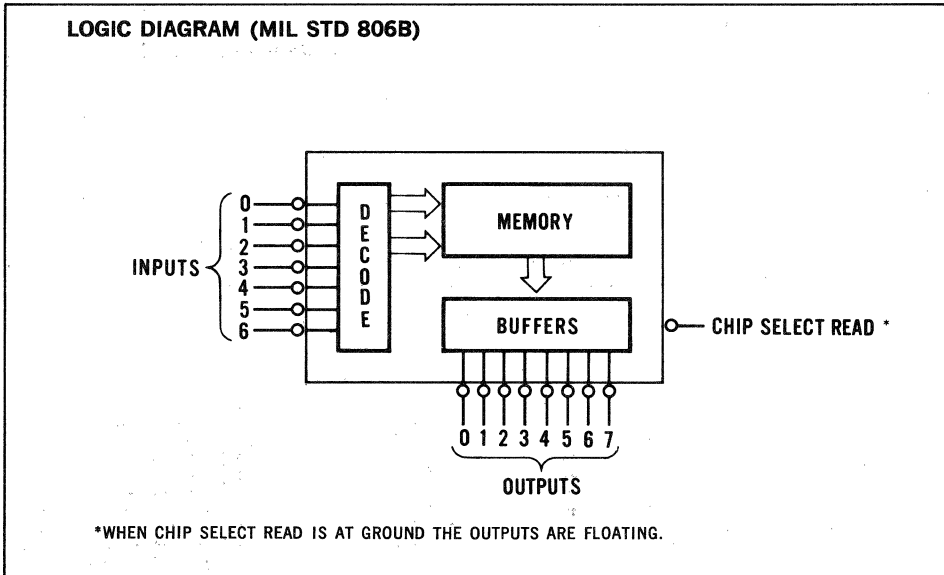 LOGIC DIAGRAM (MIL STD 806B)
INPUTS
0
1
2
3
4
5
6
DECODE
MEMORY
BUFFERS
CHIP SELECT READ *
0 1 2 3 4 5 6 7
OUTPUTS
*WHEN CHIP SELECT READ IS AT GROUND THE OUTPUTS ARE FLOATING.